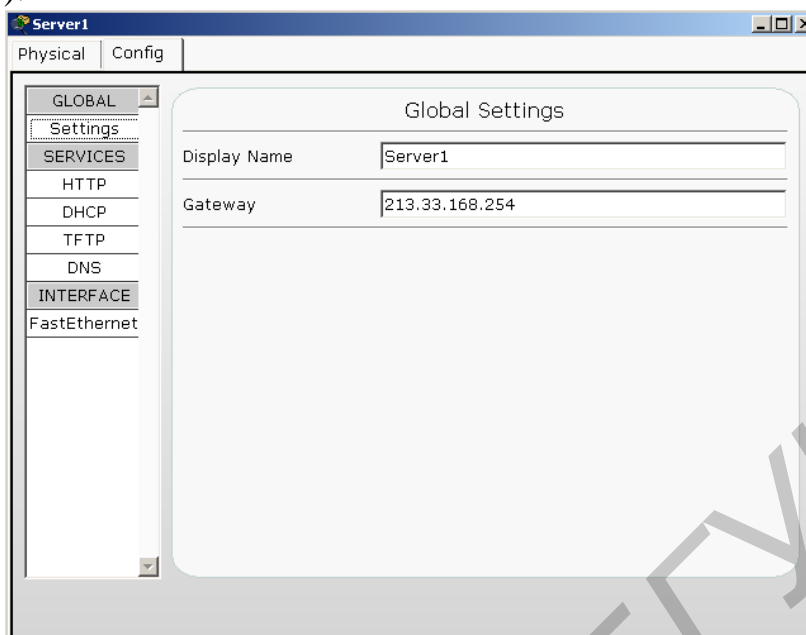 ).
Server1
Physical Config
GLOBAL
Settings
SERVICES
HTTP
DHCP
TFTP
DNS
INTERFACE
FastEthernet
Global Settings
Display Name Server1
Gateway 213.33.168.254